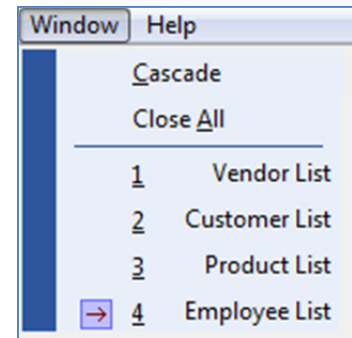 Window Help
Cascade
Close All
1 Vendor List
2 Customer List
3 Product List
4 Employee List